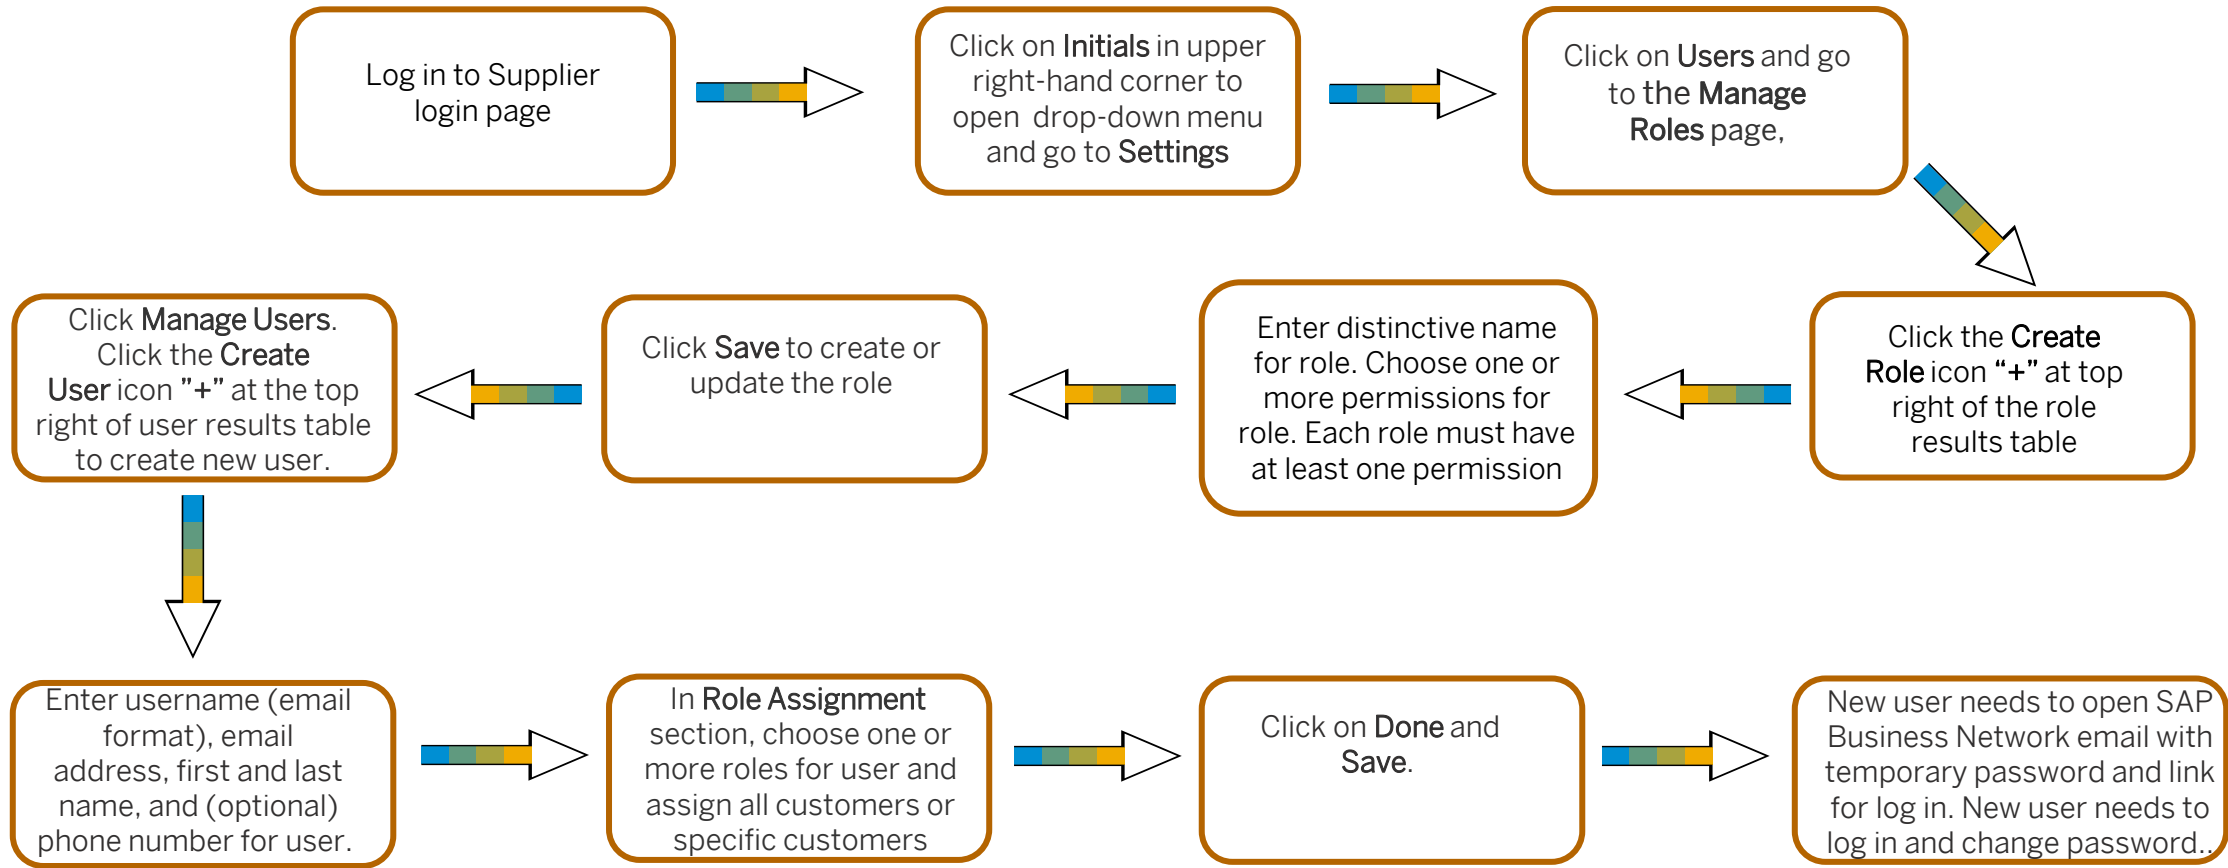 Log in to Supplier
login page
Click on Initials in upper
right-hand corner to
open drop-down menu
and go to Settings
Click on Users and go
to the Manage
Roles page,
Click the Create
Role icon “+” at top
right of the role
results table
Enter distinctive name
for role. Choose one or
more permissions for
role. Each role must have
at least one permission
Click Save to create or
update the role
Click Manage Users.
Click the Create
User icon ”+” at the top
right of user results table
to create new user.
Enter username (email
format), email
address, first and last
name, and (optional)
phone number for user.
In Role Assignment
section, choose one or
more roles for user and
assign all customers or
specific customers
Click on Done and
Save.
New user needs to open SAP
Business Network email with
temporary password and link
for log in. New user needs to
log in and change password..